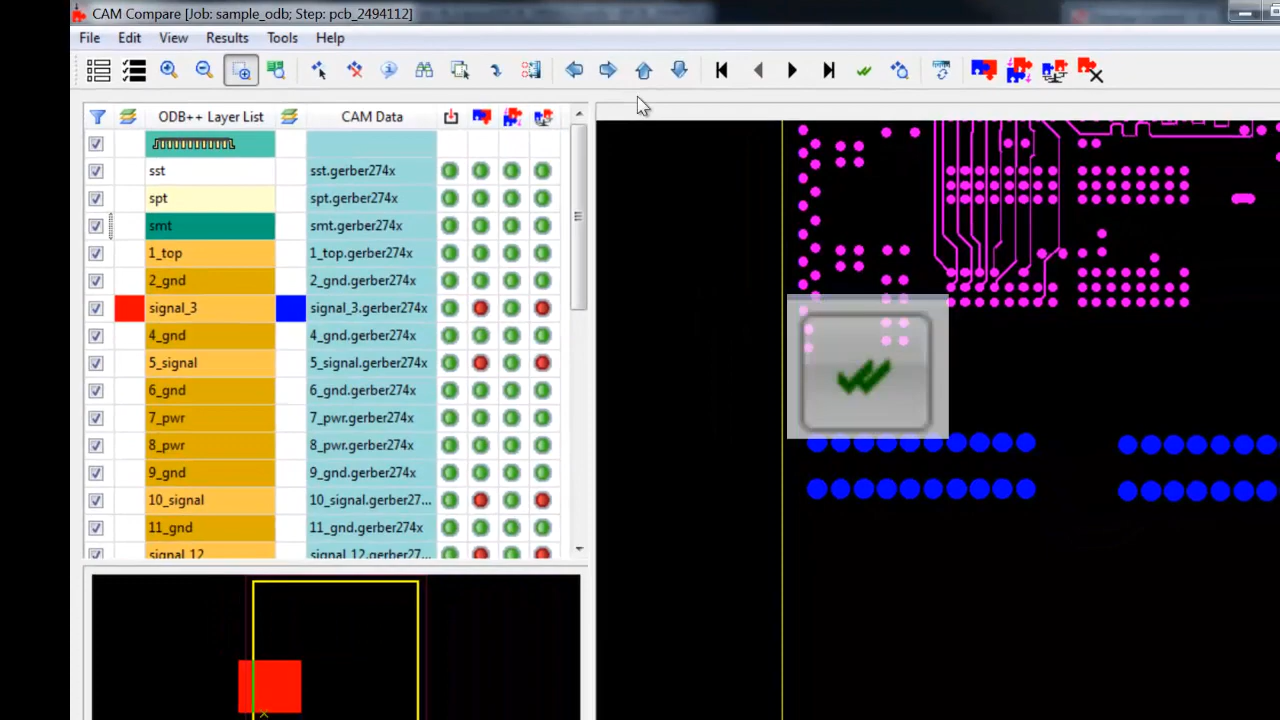 CAM Compare [Job: sample_odb; Step: pcb_2494112]
File Edit View Results Tools Help
ODB++ Layer List CAM Data
sst sst.gerber274x
spt spt.gerber274x
smt smt.gerber274x
1_top 1_top.gerber274x
2_gnd 2_gnd.gerber274x
signal_3 signal_3.gerber274x
4_gnd 4_gnd.gerber274x
5_signal 5_signal.gerber274x
6_gnd 6_gnd.gerber274x
7_pwr 7_pwr.gerber274x
8_pwr 8_pwr.gerber274x
9_gnd 9_gnd.gerber274x
10_signal 10_signal.gerber27...
11_gnd 11_gnd.gerber274x
signal_12 signal_12.gerber27...